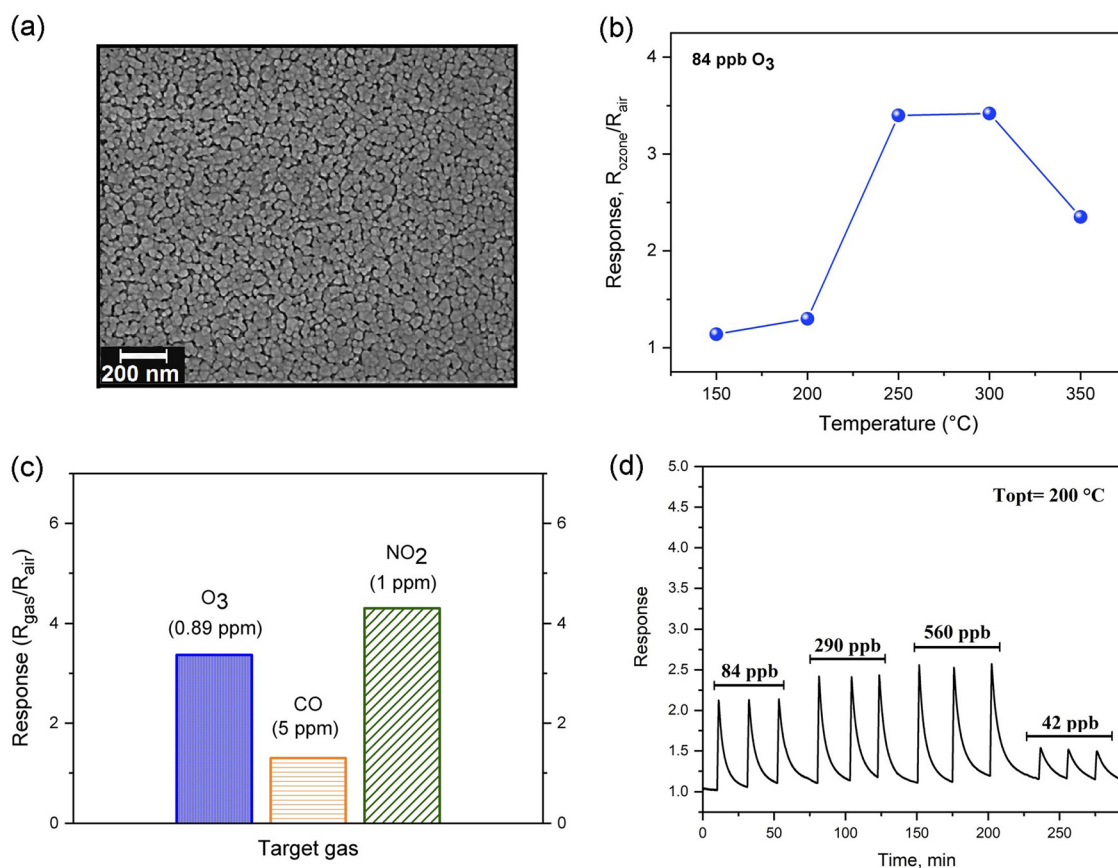 (a)
200 nm
(b)
84 ppb O3
Response, Rozone/Rair
4
3
2
1
150 200 250 300 350
Temperature (°C)
(c)
Response (Rgas/Rair)
6 6
4 4
2 2
0 0
O3
(0.89 ppm)
CO
(5 ppm)
NO2
(1 ppm)
Target gas
(d)
Topt= 200 °C
Response
5.0
4.5
4.0
3.5
3.0
2.5
2.0
1.5
1.0
84 ppb
290 ppb
560 ppb
42 ppb
0 50 100 150 200 250
Time, min